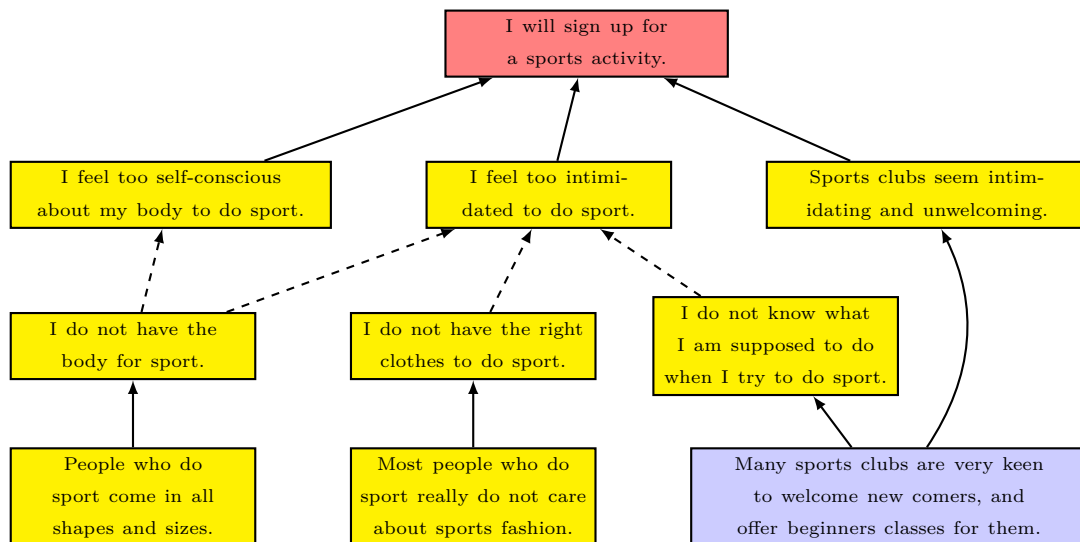 I will sign up for
a sports activity.
I feel too self-conscious
about my body to do sport.
I feel too intimi-
dated to do sport.
Sports clubs seem intim-
idating and unwelcoming.
I do not have the
body for sport.
I do not have the right
clothes to do sport.
I do not know what
I am supposed to do
when I try to do sport.
People who do
sport come in all
shapes and sizes.
Most people who do
sport really do not care
about sports fashion.
Many sports clubs are very keen
to welcome new comers, and
offer beginners classes for them.